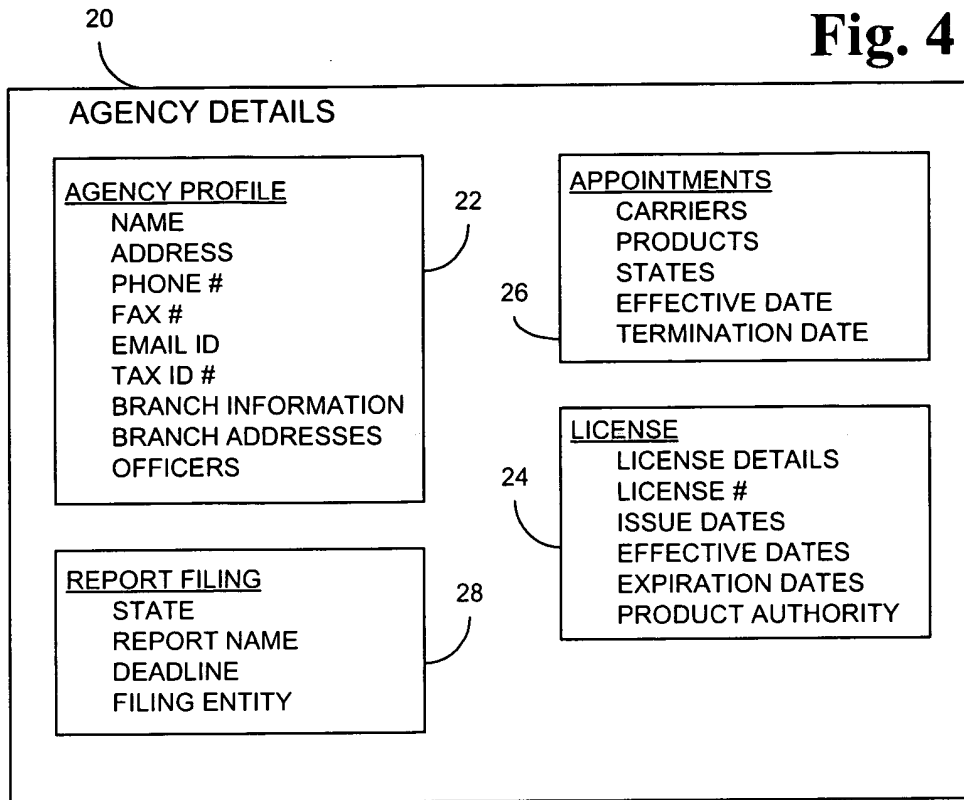 20
Fig. 4
AGENCY DETAILS
AGENCY PROFILE
NAME
ADDRESS
PHONE #
FAX #
EMAIL ID
TAX ID #
BRANCH INFORMATION
BRANCH ADDRESSES
OFFICERS
22
APPOINTMENTS
CARRIERS
PRODUCTS
STATES
EFFECTIVE DATE
TERMINATION DATE
26
REPORT FILING
STATE
REPORT NAME
DEADLINE
FILING ENTITY
28
LICENSE
LICENSE DETAILS
LICENSE #
ISSUE DATES
EFFECTIVE DATES
EXPIRATION DATES
PRODUCT AUTHORITY
24